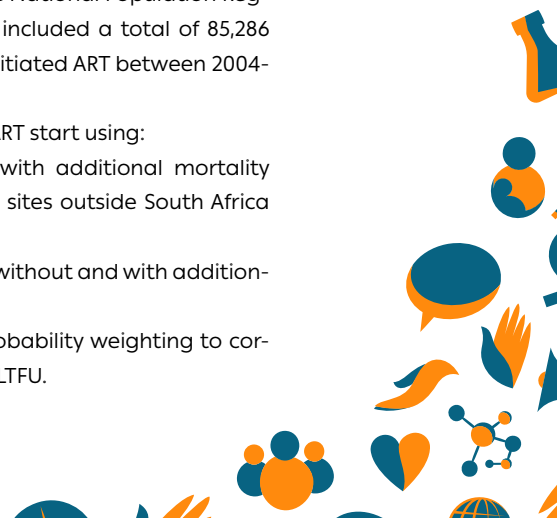 included a total of 85,286
itiated ART between 2004-
RT start using:
with additional mortality
sites outside South Africa
without and with addition-
obability weighting to cor-
LTFU.